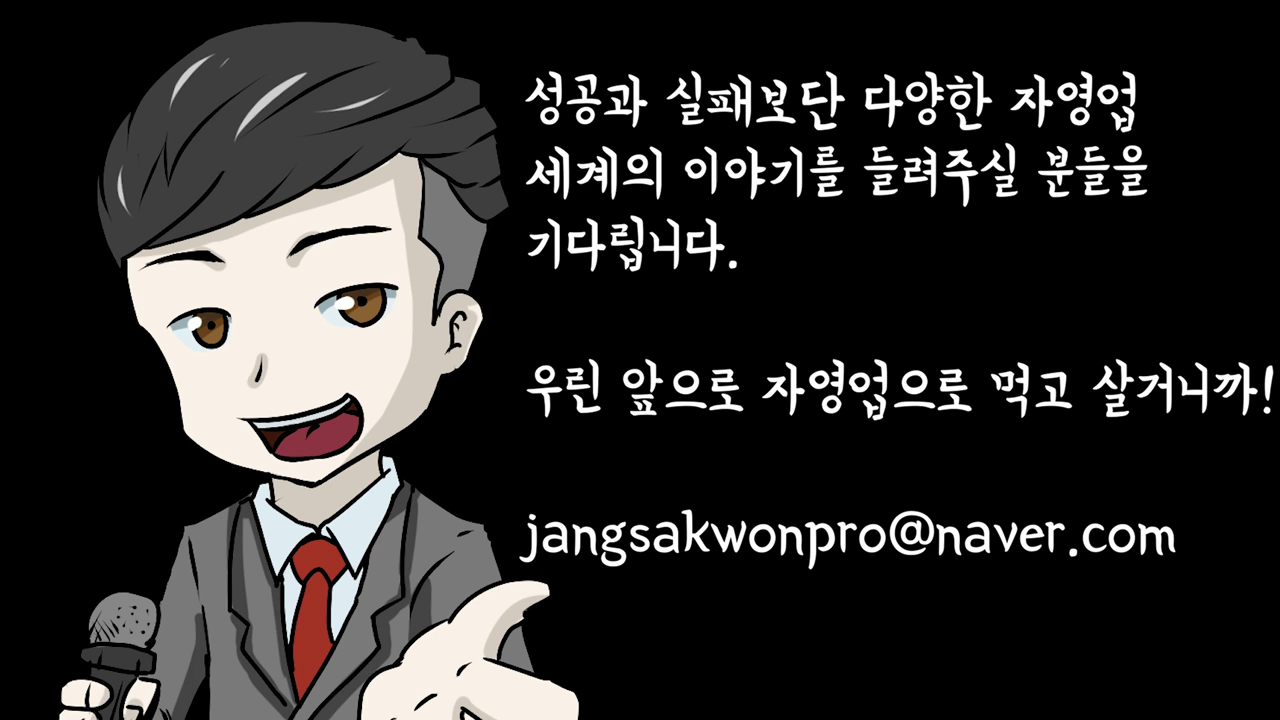 성공과 실패보단 다양한 자영업
세계의 이야기를 들려주실 분들을
기다립니다.
우린 앞으로 자영업으로 먹고 살거니까!
jangsakwonpro@naver.com